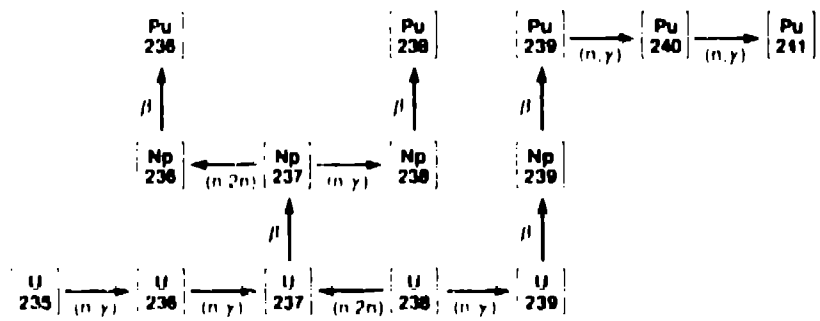 Pu Pu Pu Pu Pu
236 238 239 240 241
(n,γ) (n,γ)
β β β
Np Np Np Np
236 237 238 239
(n 2n) (n γ)
β β
U U U U U
235 236 237 238 239
(n γ) (n γ) (n 2n) (n γ)